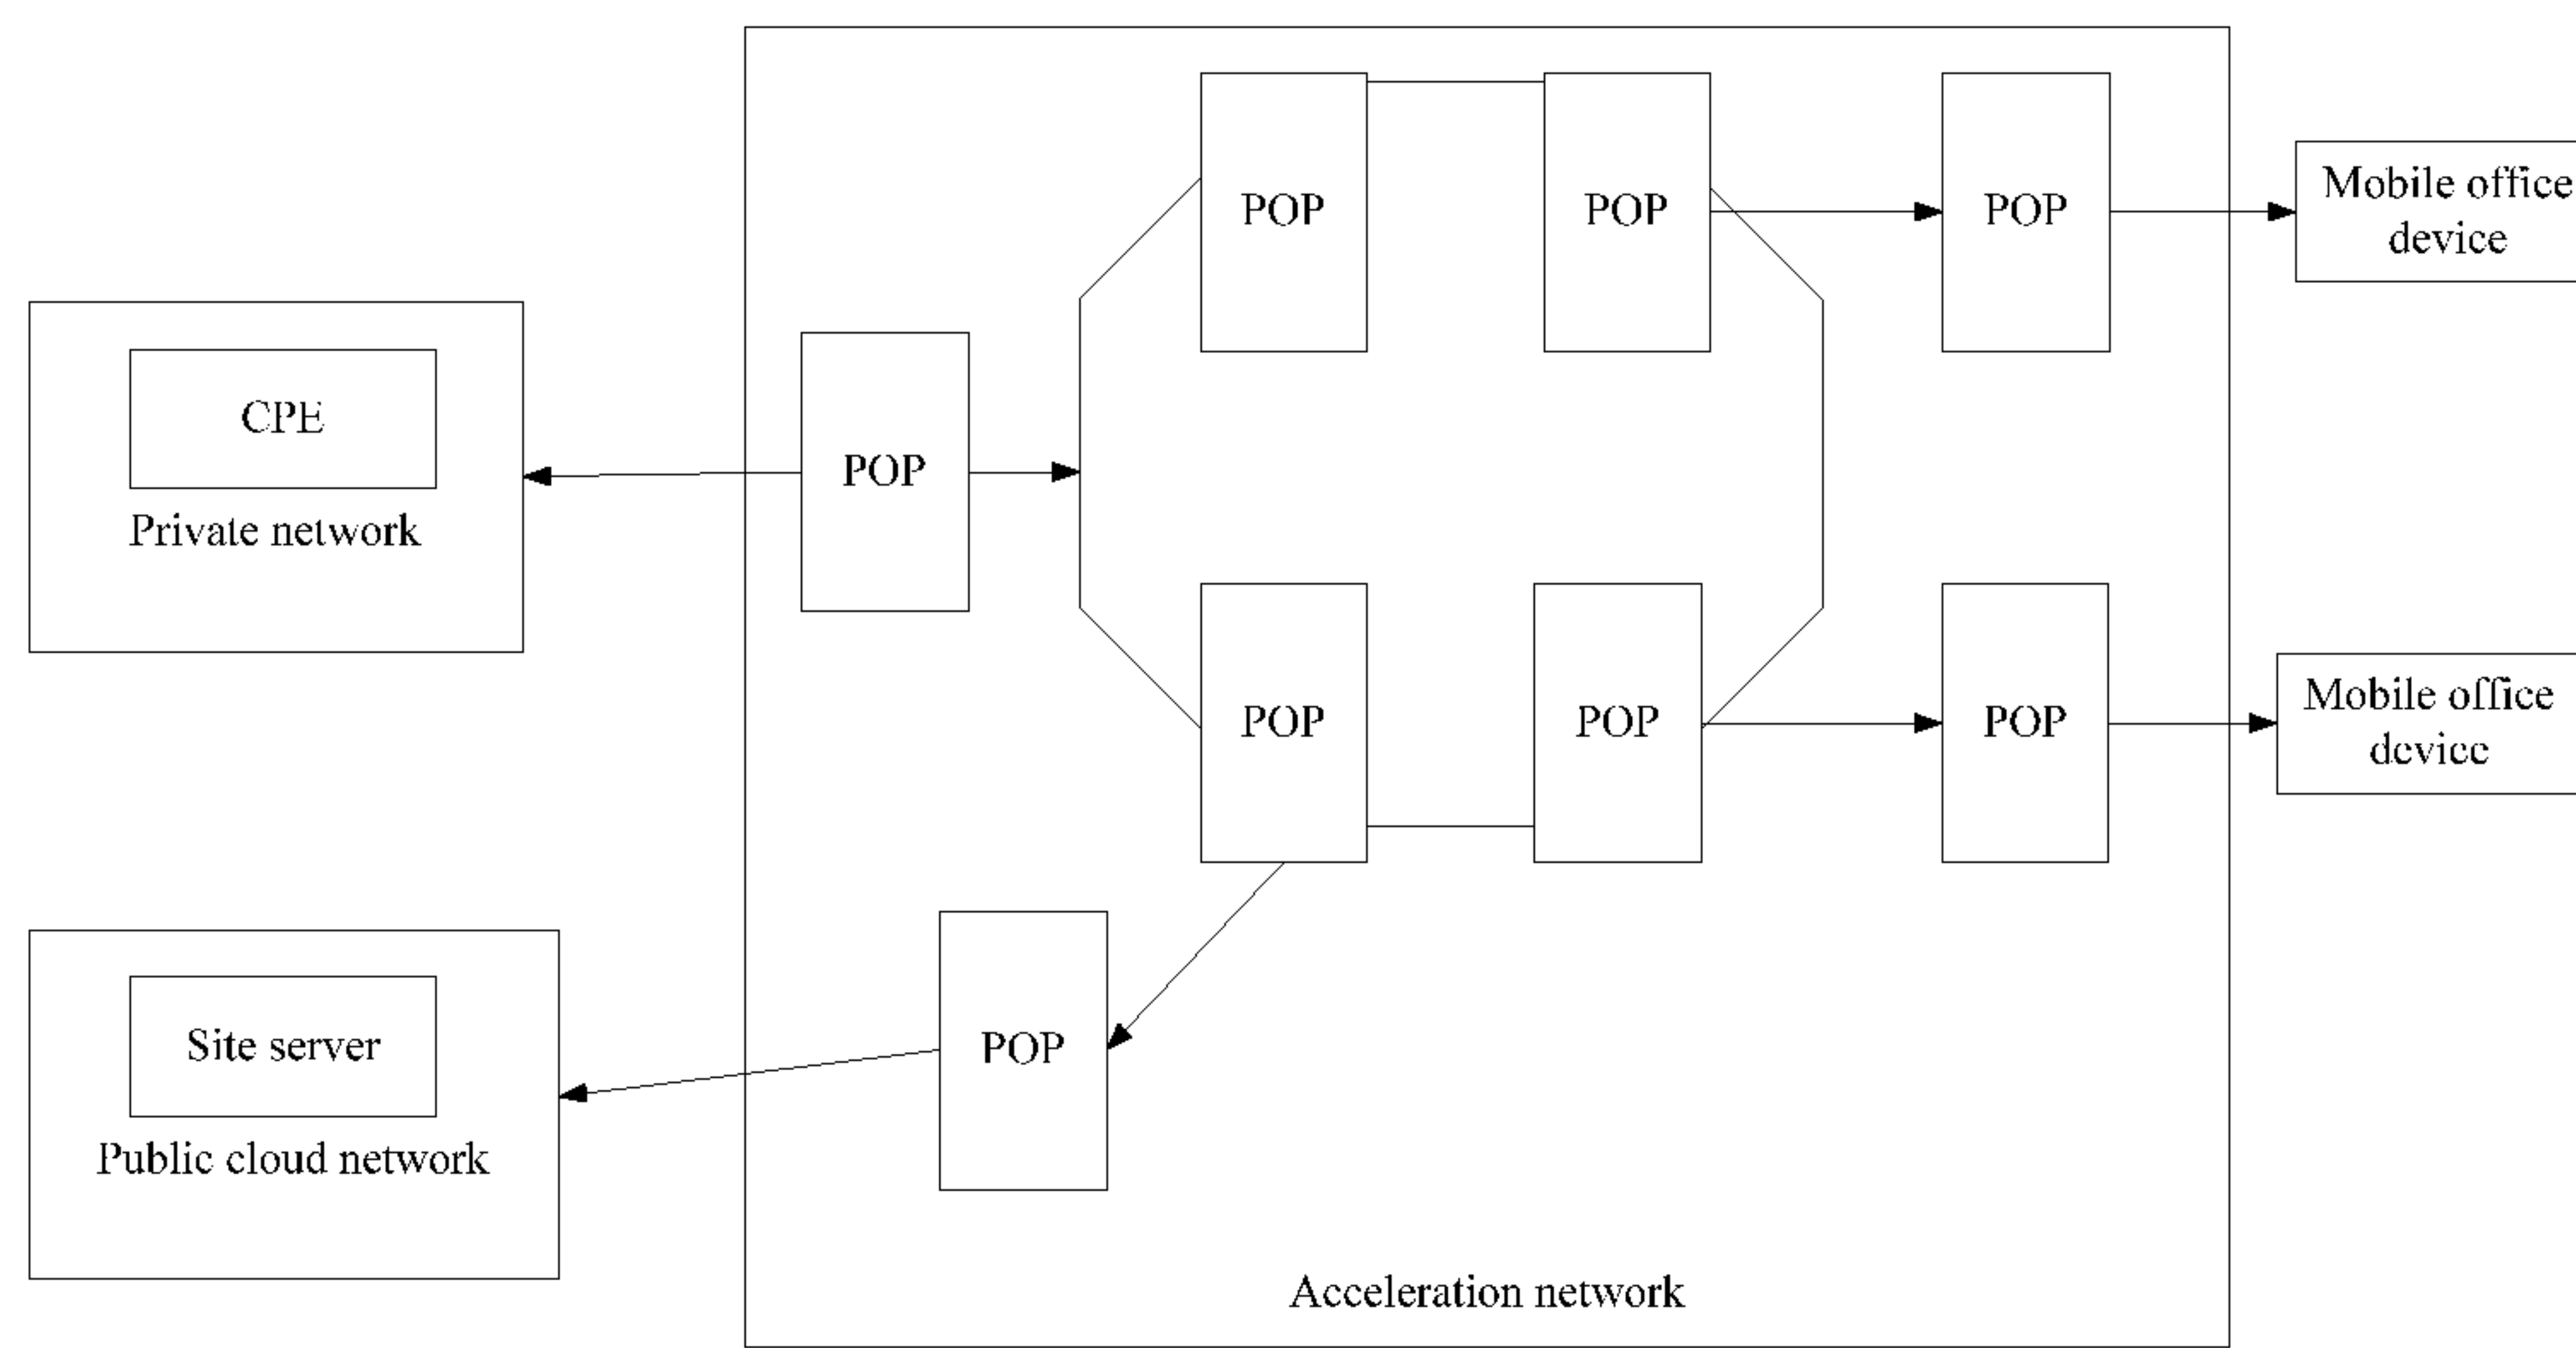 POP
POP
POP
Mobile office
device
CPE
Private network
POP
POP
POP
POP
Mobile office
device
Site server
Public cloud network
POP
Acceleration network